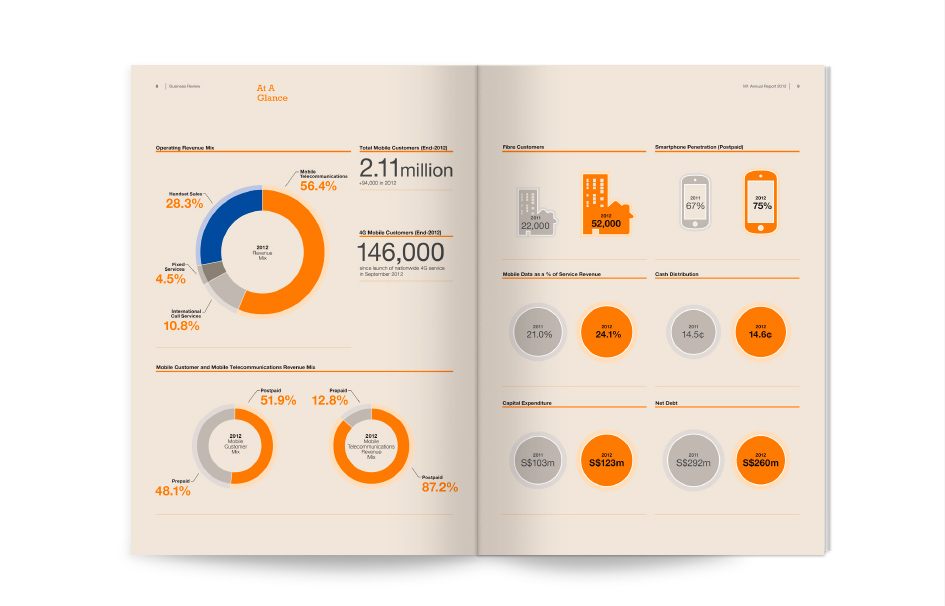 8 | Business Review
At A
Glance
Operating Revenue Mix
Mobile
Telecommunications
56.4%
Handset Sales
28.3%
Fixed
Services
4.5%
International
Call Services
10.8%
2012
Revenue
Mix
Total Mobile Customers (End-2012)
2.11million
+94,000 in 2012
4G Mobile Customers (End-2012)
146,000
since launch of nationwide 4G service
in September 2012
Mobile Customer and Mobile Telecommunications Revenue Mix
Postpaid
51.9%
2012
Mobile
Customer
Mix
Prepaid
48.1%
Prepaid
12.8%
2012
Mobile
Telecommunications
Revenue
Mix
Postpaid
87.2%
M1 Annual Report 2012 | 9
Fibre Customers
2011
22,000
2012
52,000
Smartphone Penetration (Postpaid)
2011
67%
2012
75%
Mobile Data as a % of Service Revenue
2011
21.0%
2012
24.1%
Cash Distribution
2011
14.5¢
2012
14.6¢
Capital Expenditure
2011
S$103m
2012
S$123m
Net Debt
2011
S$292m
2012
S$260m